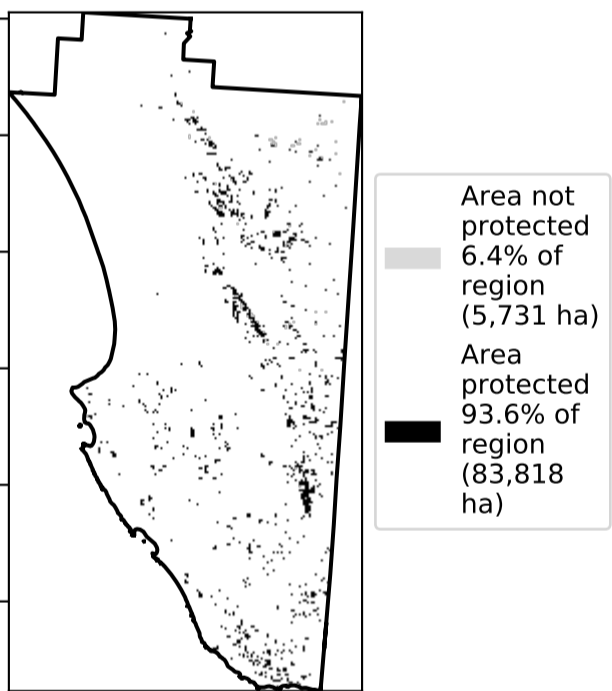 Area not
protected
6.4% of
region
(5,731 ha)
Area
protected
93.6% of
region
(83,818
ha)